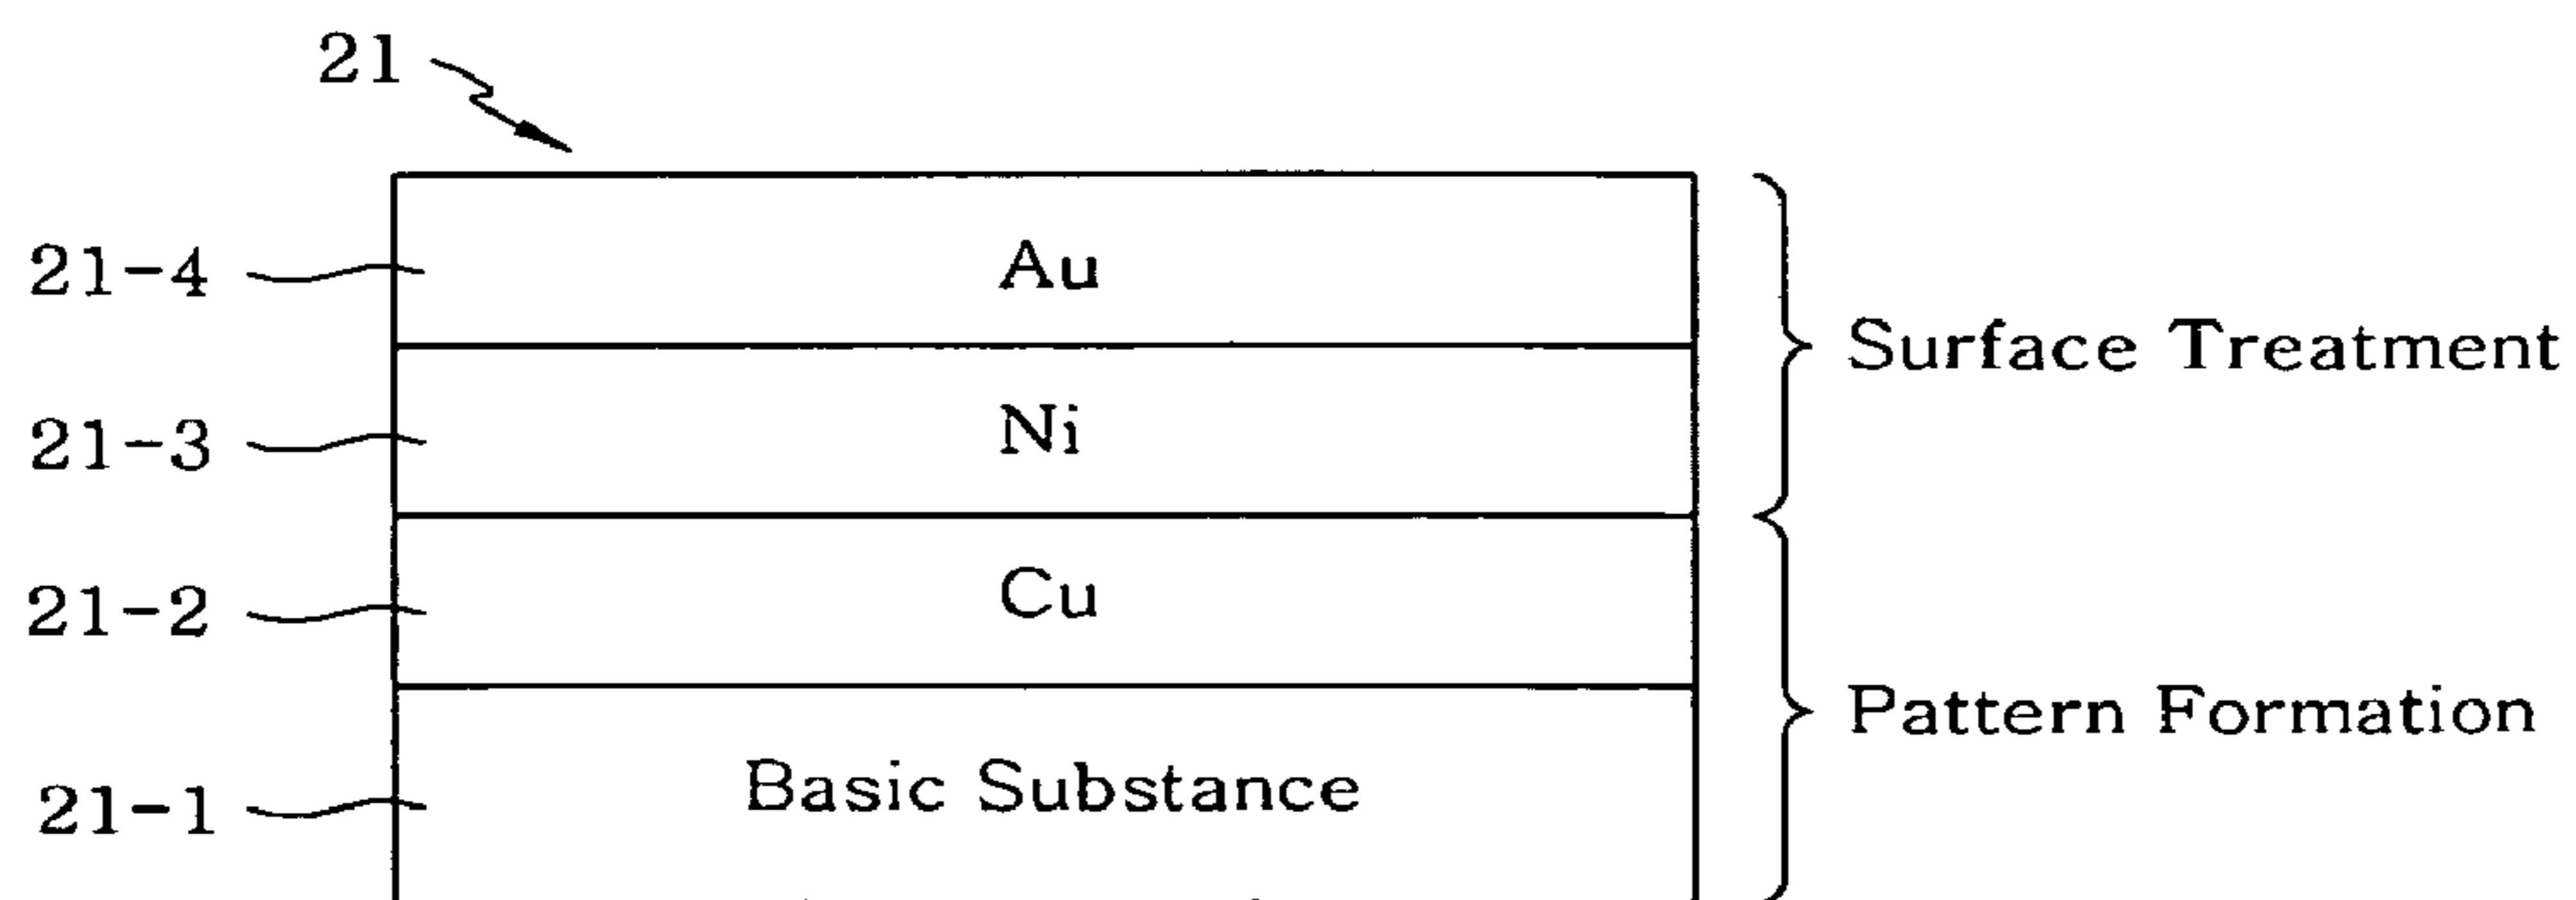 21
21-4
Au
Surface Treatment
21-3
Ni
21-2
Cu
Pattern Formation
21-1
Basic Substance